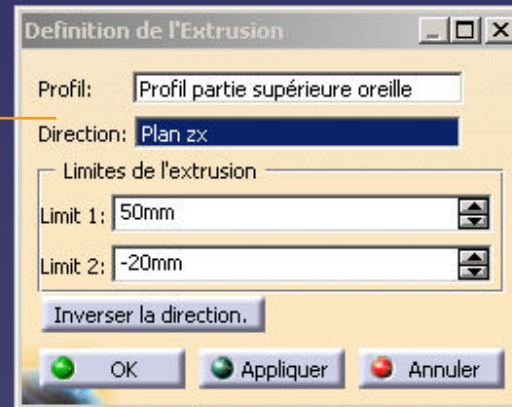 Definition de l'Extrusion
Profil: Profil partie supérieure oreille
Direction: Plan zx
Limites de l'extrusion
Limit 1: 50mm
Limit 2: -20mm
Inverser la direction.
OK Appliquer Annuler